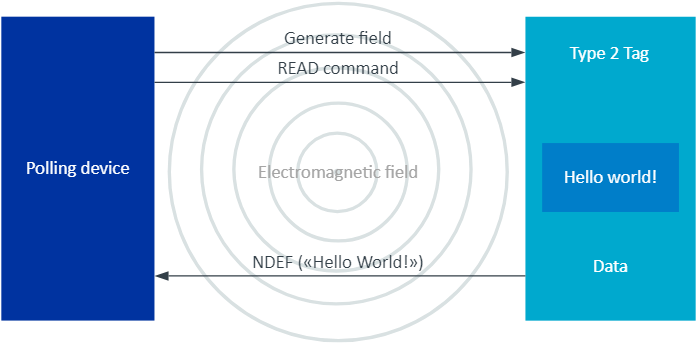 Generate field
Type 2 Tag
READ command
Polling device
Electromagnetic field
Hello world!
NDEF («Hello World!»)
Data